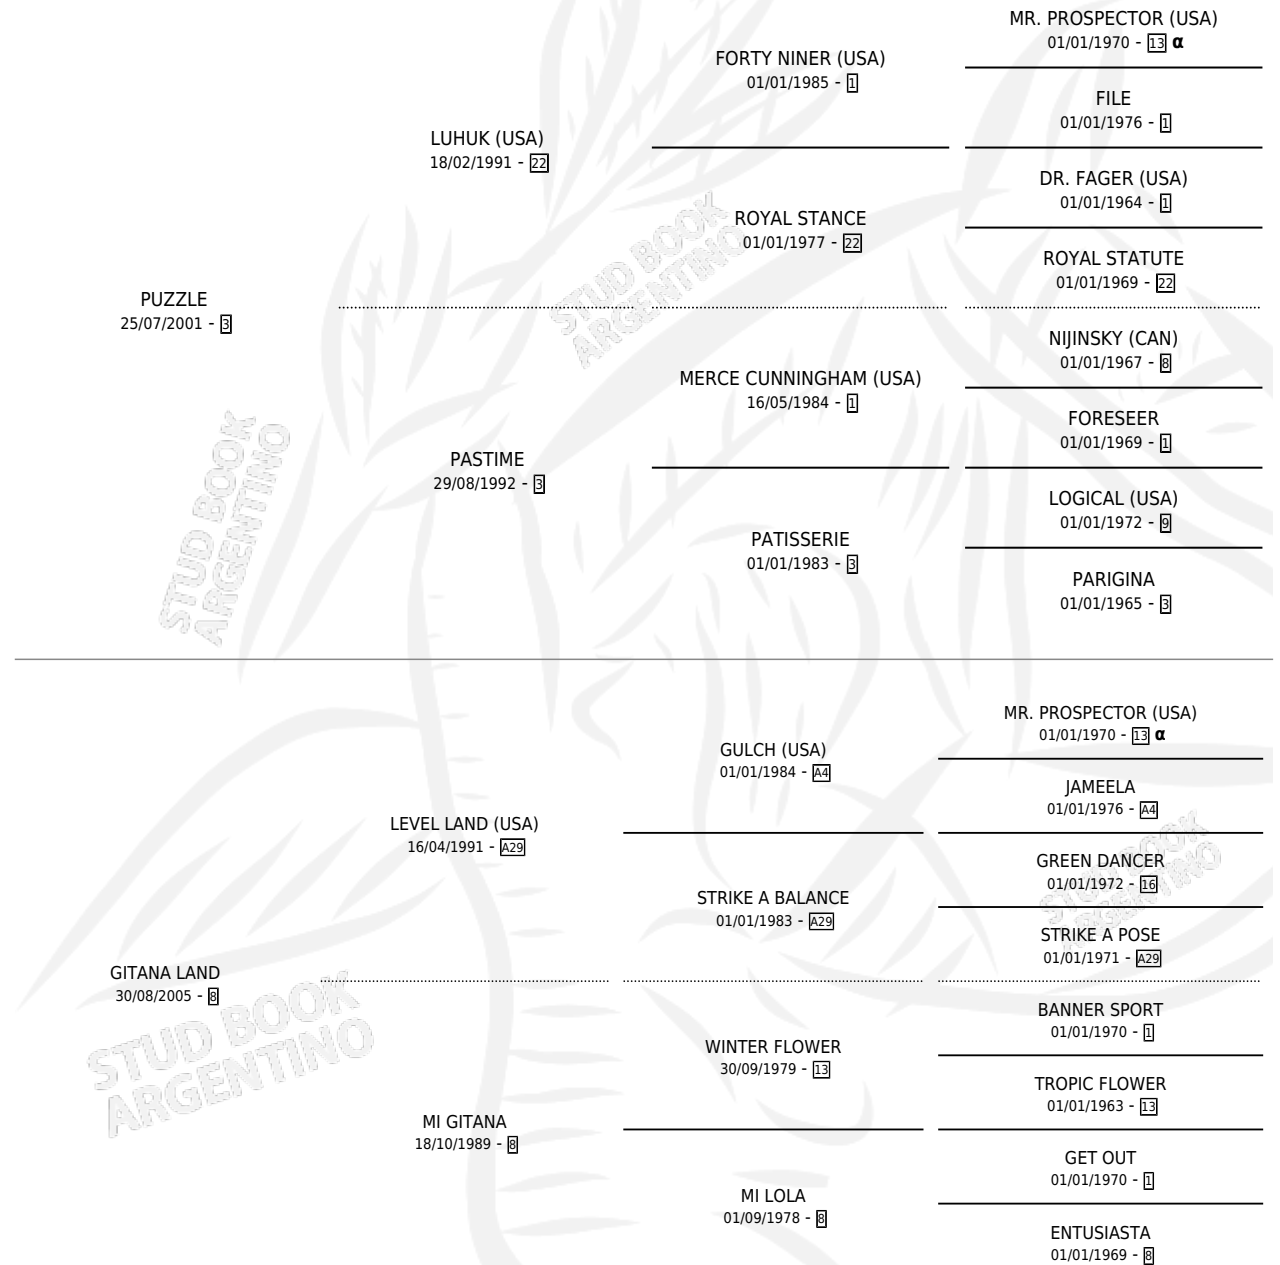 MR. PROSPECTOR (USA)
01/01/1970 - 13 α
FORTY NINER (USA)
01/01/1985 - 1
FILE
01/01/1976 - 1
LUHUK (USA)
18/02/1991 - 22
DR. FAGER (USA)
01/01/1964 - 1
ROYAL STANCE
01/01/1977 - 22
ROYAL STATUTE
01/01/1969 - 22
STUD BOOK
ARGENTINO
PUZZLE
25/07/2001 - 3
NIJINSKY (CAN)
01/01/1967 - 8
MERCE CUNNINGHAM (USA)
16/05/1984 - 1
FORESEER
01/01/1969 - 1
PASTIME
29/08/1992 - 3
LOGICAL (USA)
01/01/1972 - 9
PATISSERIE
01/01/1983 - 3
PARIGINA
01/01/1965 - 3
STUD BOOK
ARGENTINO
MR. PROSPECTOR (USA)
01/01/1970 - 13 α
GULCH (USA)
01/01/1984 - A4
JAMEELA
01/01/1976 - A4
LEVEL LAND (USA)
16/04/1991 - A29
GREEN DANCER
01/01/1972 - 16
STRIKE A BALANCE
01/01/1983 - A29
STRIKE A POSE
01/01/1971 - A29
STUD BOOK
ARGENTINO
GITANA LAND
30/08/2005 - 8
BANNER SPORT
01/01/1970 - 1
WINTER FLOWER
30/09/1979 - 13
TROPIC FLOWER
01/01/1963 - 13
STUD BOOK
ARGENTINO
MI GITANA
18/10/1989 - 8
GET OUT
01/01/1970 - 1
MI LOLA
01/09/1978 - 8
ENTUSIASTA
01/01/1969 - 8